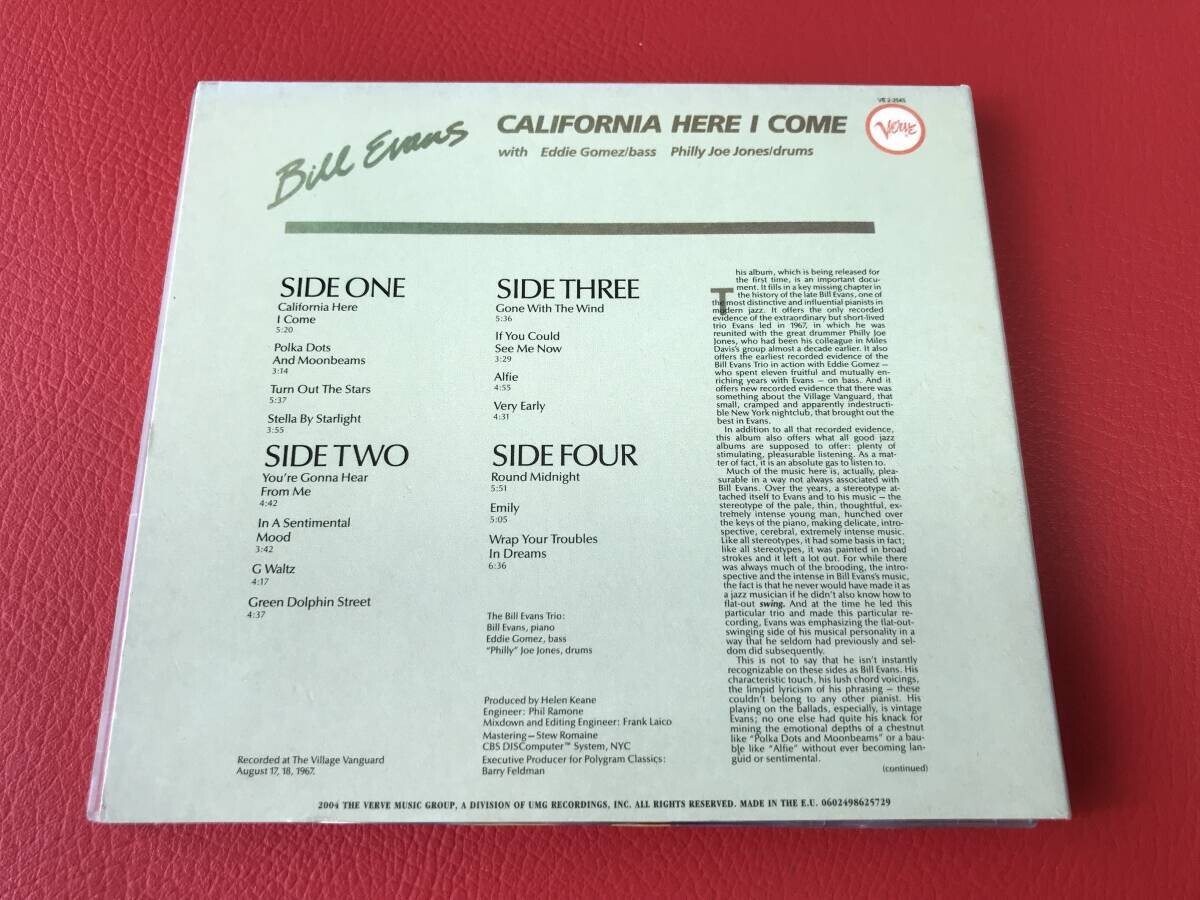 VE 2-2545
Verve
Bill Evans
CALIFORNIA HERE I COME
with Eddie Gomez/bass Philly Joe Jones/drums
SIDE ONE
California Here
I Come
5:20
Polka Dots
And Moonbeams
3:14
Turn Out The Stars
5:37
Stella By Starlight
3:55
SIDE TWO
You're Gonna Hear
From Me
4:42
In A Sentimental
Mood
3:42
G Waltz
4:17
Green Dolphin Street
4:37
Recorded at The Village Vanguard
August 17, 18, 1967.
SIDE THREE
Gone With The Wind
5:36
If You Could
See Me Now
3:29
Alfie
4:55
Very Early
4:31
SIDE FOUR
Round Midnight
5:51
Emily
5:05
Wrap Your Troubles
In Dreams
6:36
The Bill Evans Trio:
Bill Evans, piano
Eddie Gomez, bass
"Philly" Joe Jones, drums
Produced by Helen Keane
Engineer: Phil Ramone
Mixdown and Editing Engineer: Frank Laico
Mastering—Stew Romaine
CBS DISComputer™ System, NYC
Executive Producer for Polygram Classics:
Barry Feldman
This album, which is being released for
the first time, is an important docu-
ment. It fills in a key missing chapter in
the history of the late Bill Evans, one of
the most distinctive and influential pianists in
modern jazz. It offers the only recorded
evidence of the extraordinary but short-lived
trio Evans led in 1967, in which he was
reunited with the great drummer Philly Joe
Jones, who had been his colleague in Miles
Davis's group almost a decade earlier. It also
offers the earliest recorded evidence of the
Bill Evans Trio in action with Eddie Gomez —
who spent eleven fruitful and mutually en-
riching years with Evans — on bass. And it
offers new recorded evidence that there was
something about the Village Vanguard, that
small, cramped and apparently indestructi-
ble New York nightclub, that brought out the
best in Evans.
In addition to all that recorded evidence,
this album also offers what all good jazz
albums are supposed to offer: plenty of
stimulating, pleasurable listening. As a mat-
ter of fact, it is an absolute gas to listen to.
Much of the music here is, actually, plea-
surable in a way not always associated with
Bill Evans. Over the years, a stereotype at-
tached itself to Evans and to his music — the
stereotype of the pale, thin, thoughtful, ex-
tremely intense young man, hunched over
the keys of the piano, making delicate, intro-
spective, cerebral, extremely intense music.
Like all stereotypes, it had some basis in fact;
like all stereotypes, it was painted in broad
strokes and it left a lot out. For while there
was always much of the brooding, the intro-
spective and the intense in Bill Evans's music,
the fact is that he never would have made it as
a jazz musician if he didn't also know how to
flat-out swing. And at the time he led this
particular trio and made this particular re-
cording, Evans was emphasizing the flat-out-
swinging side of his musical personality in a
way that he seldom had previously and sel-
dom did subsequently.
This is not to say that he isn't instantly
recognizable on these sides as Bill Evans. His
characteristic touch, his lush chord voicings,
the limpid lyricism of his phrasing — these
couldn't belong to any other pianist. His
playing on the ballads, especially, is vintage
Evans; no one else had quite his knack for
mining the emotional depths of a chestnut
like "Polka Dots and Moonbeams" or a bau-
ble like "Alfie" without ever becoming lan-
guid or sentimental.
(continued)
2004 THE VERVE MUSIC GROUP, A DIVISION OF UMG RECORDINGS, INC. ALL RIGHTS RESERVED. MADE IN THE E.U. 0602498625729